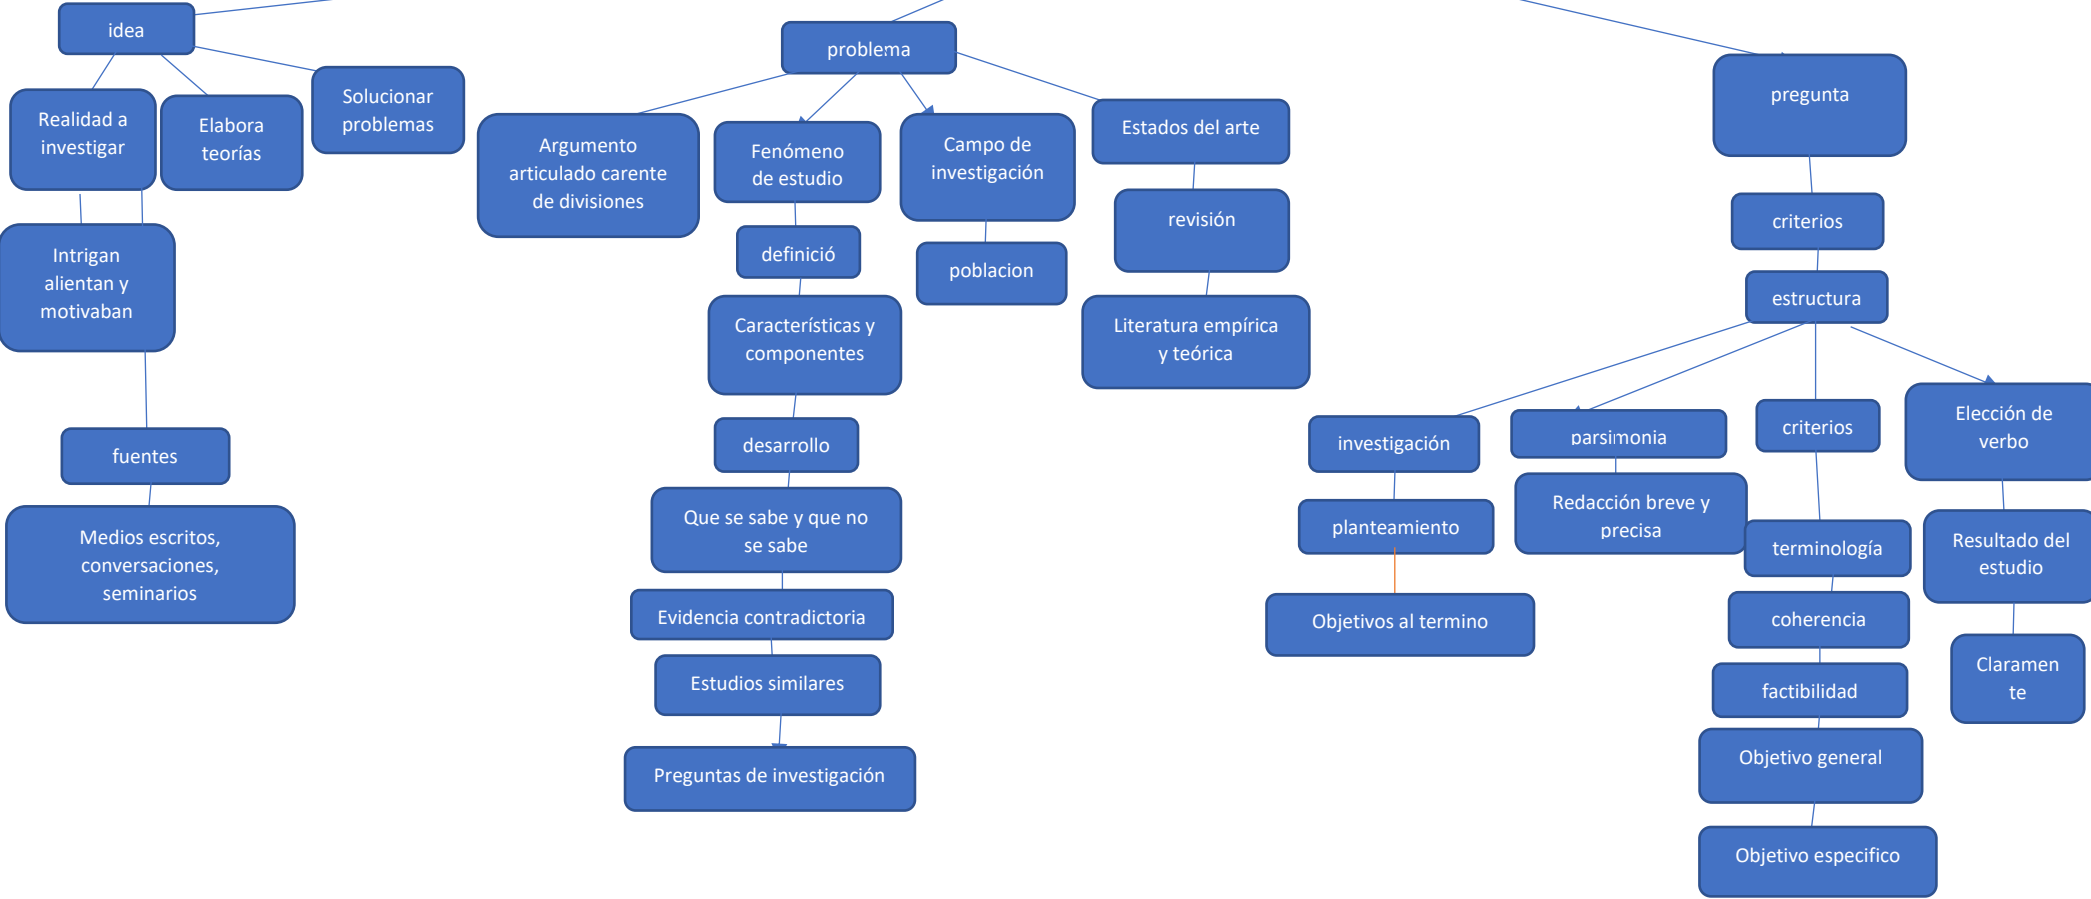 idea
Realidad a
investigar
Elabora
teorías
Solucionar
problemas
Intrigan
alientan y
motivaban
fuentes
Medios escritos,
conversaciones,
seminarios
problema
Argumento
articulado carente
de divisiones
Fenómeno
de estudio
definició
Características y
componentes
desarrollo
Que se sabe y que no
se sabe
Evidencia contradictoria
Estudios similares
Preguntas de investigación
Campo de
investigación
poblacion
Estados del arte
revisión
Literatura empírica
y teórica
pregunta
criterios
estructura
investigación
planteamiento
Objetivos al termino
parsimonia
Redacción breve y
precisa
criterios
terminología
coherencia
factibilidad
Objetivo general
Objetivo especifico
Elección de
verbo
Resultado del
estudio
Claramen
te